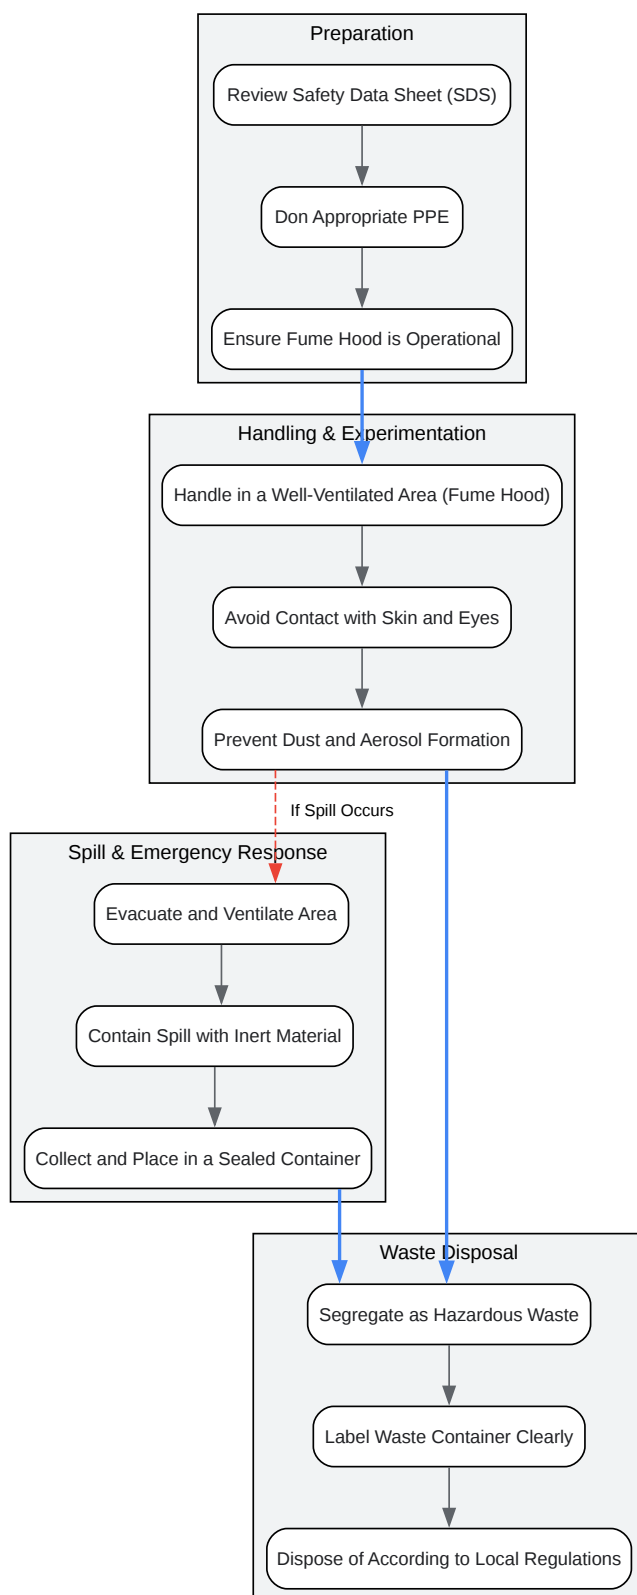 Preparation
Review Safety Data Sheet (SDS)
Don Appropriate PPE
Ensure Fume Hood is Operational
Handling & Experimentation
Handle in a Well-Ventilated Area (Fume Hood)
Avoid Contact with Skin and Eyes
Prevent Dust and Aerosol Formation
If Spill Occurs
Spill & Emergency Response
Evacuate and Ventilate Area
Contain Spill with Inert Material
Collect and Place in a Sealed Container
Waste Disposal
Segregate as Hazardous Waste
Label Waste Container Clearly
Dispose of According to Local Regulations